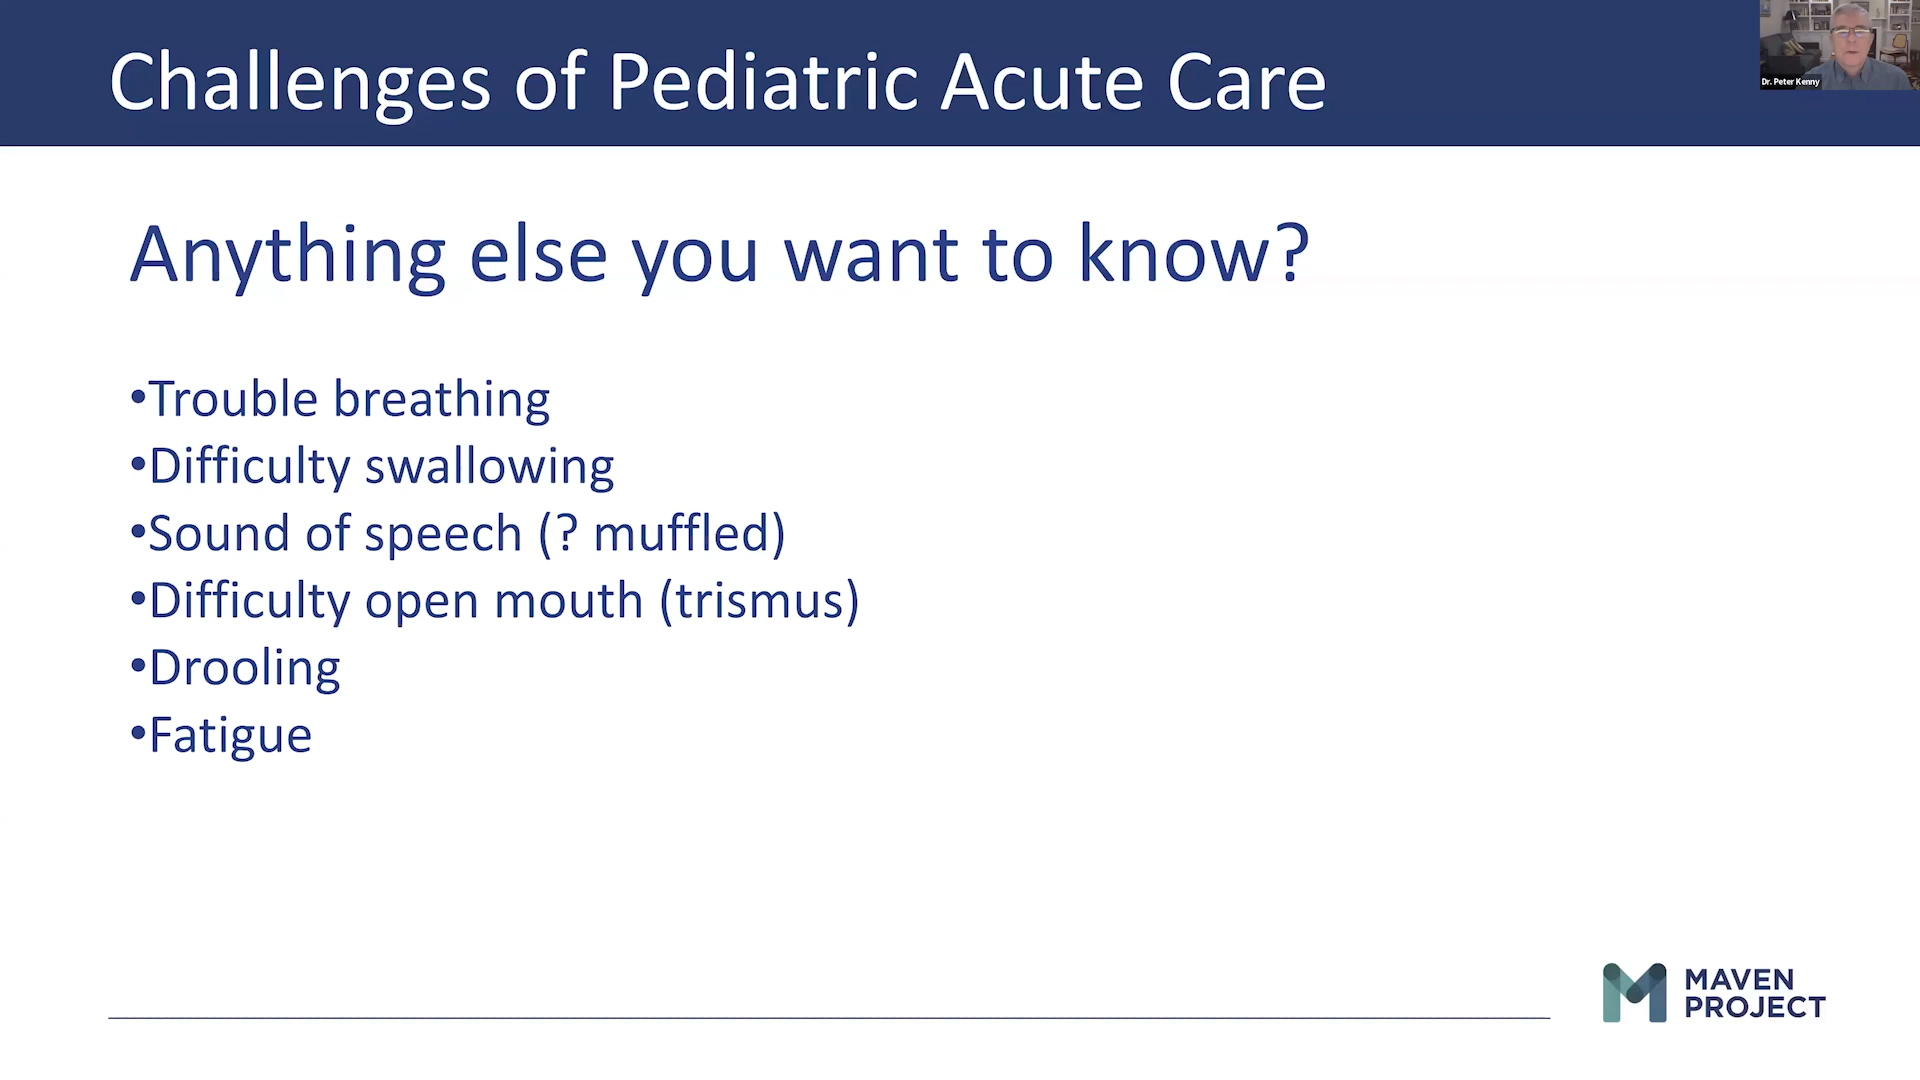 Challenges of Pediatric Acute Care
Dr. Peter Kenny
Anything else you want to know?
•Trouble breathing
•Difficulty swallowing
•Sound of speech (? muffled)
•Difficulty open mouth (trismus)
•Drooling
•Fatigue
MAVEN
PROJECT